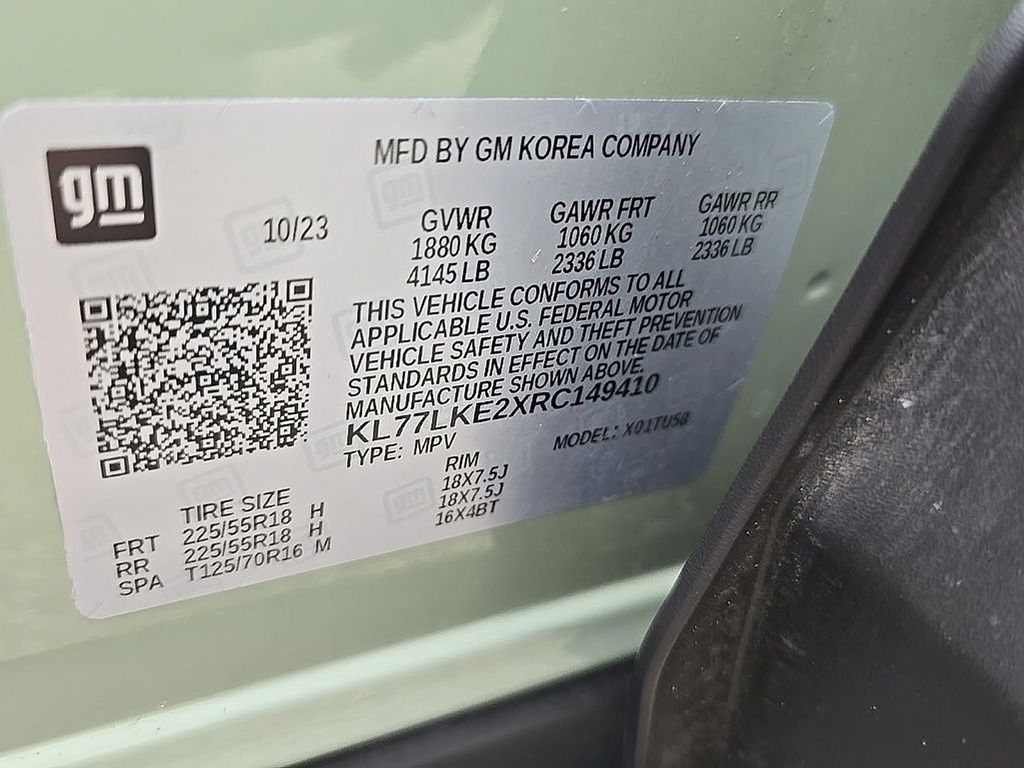 gm
MFD BY GM KOREA COMPANY
10/23
GVWR GAWR FRT GAWR RR
1880 KG 1060 KG 1060 KG
4145 LB 2336 LB 2336 LB
THIS VEHICLE CONFORMS TO ALL
APPLICABLE U.S. FEDERAL MOTOR
VEHICLE SAFETY AND THEFT PREVENTION
STANDARDS IN EFFECT ON THE DATE OF
MANUFACTURE SHOWN ABOVE.
KL77LKE2XRC149410
TYPE: MPV MODEL: X01TU58
TIRE SIZE RIM
FRT 225/55R18 H 18X7.5J
RR 225/55R18 H 18X7.5J
SPA T125/70R16 M 16X4BT